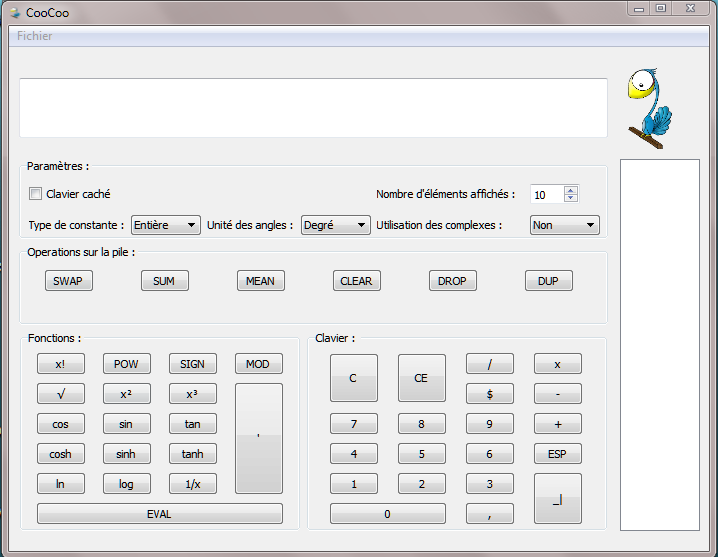 CooCoo
Fichier
Paramètres :
Clavier caché
Nombre d'éléments affichés : 10
Type de constante : Entière Unité des angles : Degré Utilisation des complexes : Non
Operations sur la pile :
SWAP SUM MEAN CLEAR DROP DUP
Fonctions : Clavier :
x! POW SIGN MOD C CE / x
√ x² x³ ' $ -
cos sin tan 7 8 9 +
cosh sinh tanh 4 5 6 ESP
ln log 1/x 1 2 3 _|
EVAL 0 ,